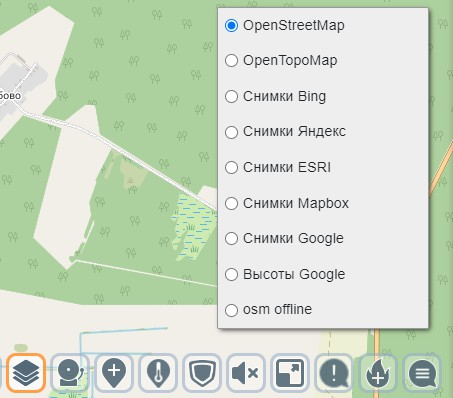 OpenStreetMap
OpenTopoMap
Снимки Bing
бово
Снимки Яндекс
Снимки ESRI
Снимки Mapbox
Снимки Google
Высоты Google
osm offline